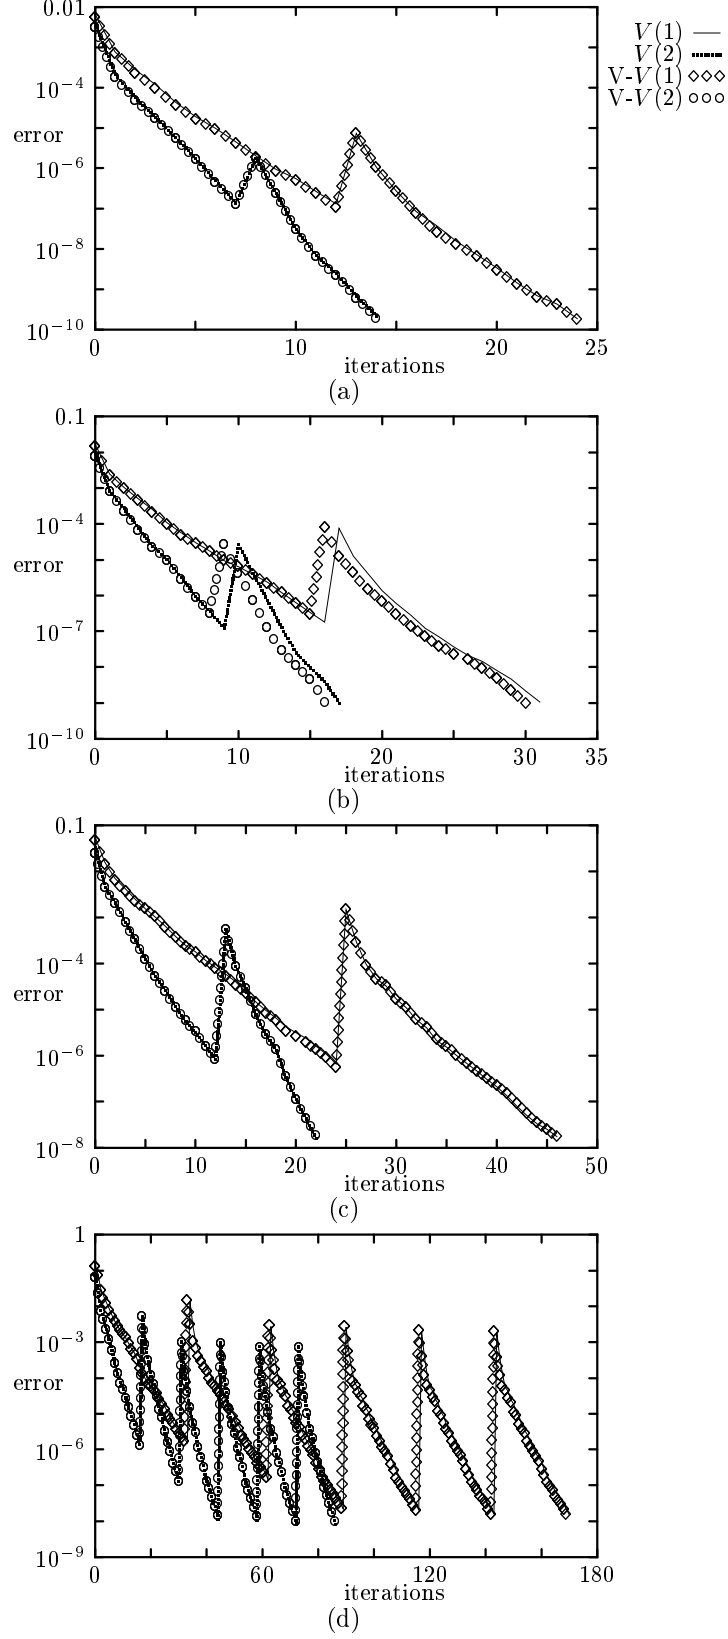 0.01
V(1)
V(2)
V-V(1)
V-V(2)
10−4
error
10−6
10−8
10−10
0 10 20 25
iterations
(a)
0.1
10−4
error
10−7
10−10
0 10 20 30 35
iterations
(b)
0.1
10−4
error
10−6
10−8
0 10 20 30 40 50
iterations
(c)
1
10−3
error
10−6
10−9
0 60 120 180
iterations
(d)